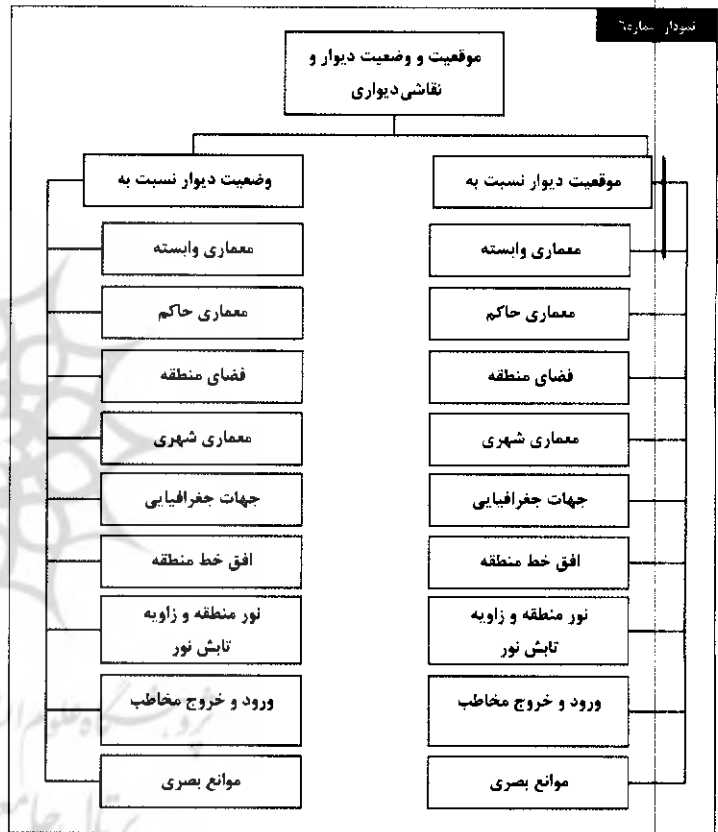 نمودار شماره۶
موقعیت و وضعیت دیوار و
نقاشی‌دیواری
موقعیت دیوار نسبت به
معماری وابسته
معماری حاکم
فضای منطقه
معماری شهری
جهات جغرافیایی
افق خط منطقه
نور منطقه و زاویه
تابش نور
ورود و خروج مخاطب
موانع بصری
وضعیت دیوار نسبت به
معماری وابسته
معماری حاکم
فضای منطقه
معماری شهری
جهات جغرافیایی
افق خط منطقه
نور منطقه و زاویه
تابش نور
ورود و خروج مخاطب
موانع بصری